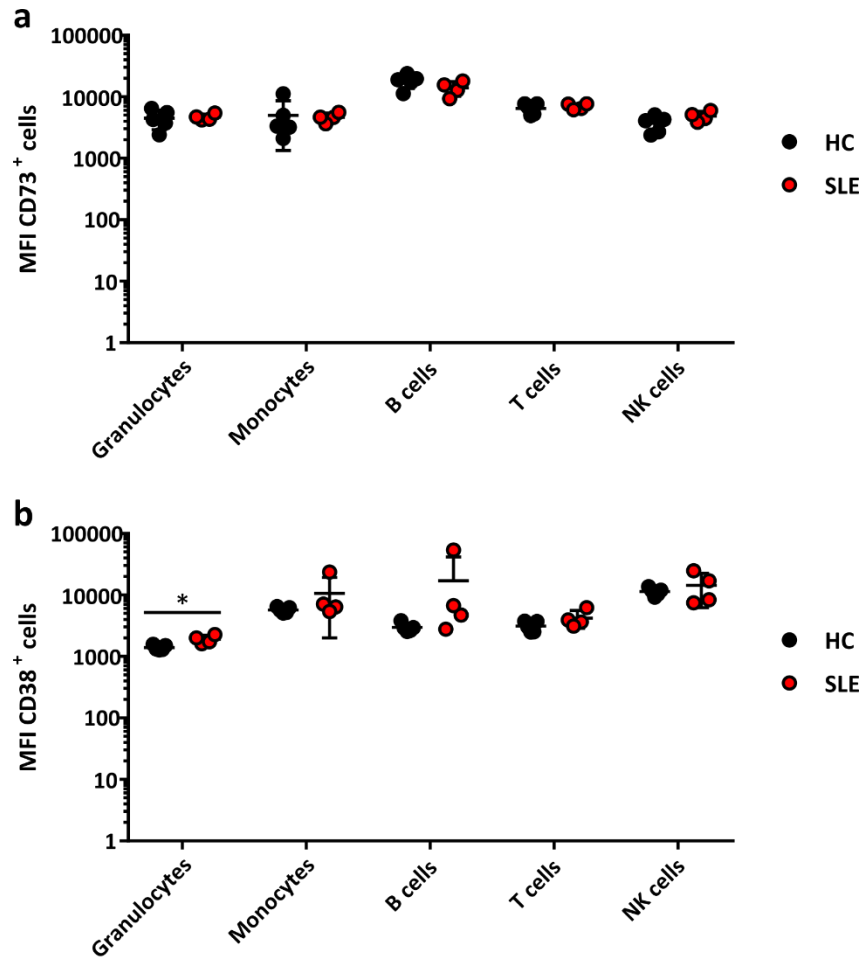 a
MFI CD73 + cells
100000
10000
1000
100
10
1
Granulocytes
Monocytes
B cells
T cells
NK cells
HC
SLE
b
MFI CD38 + cells
100000
10000
1000
100
10
1
*
Granulocytes
Monocytes
B cells
T cells
NK cells
HC
SLE